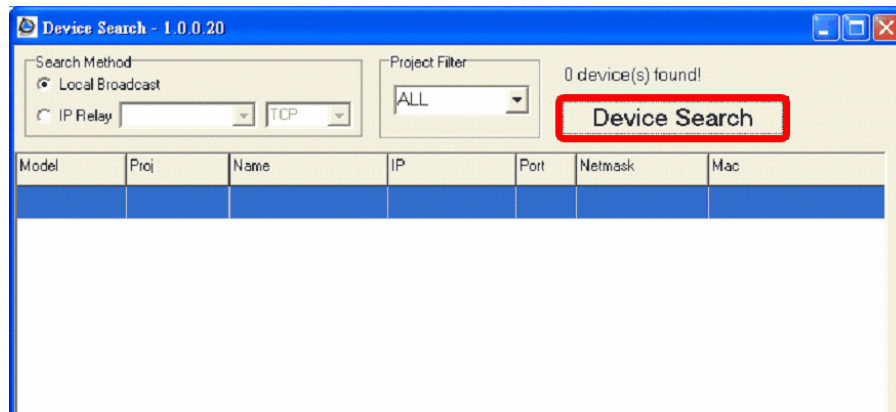 Device Search - 1.0.0.20
Search Method
Local Broadcast
IP Relay TCP
Project Filter
ALL
0 device(s) found!
Device Search
Model Proj Name IP Port Netmask Mac